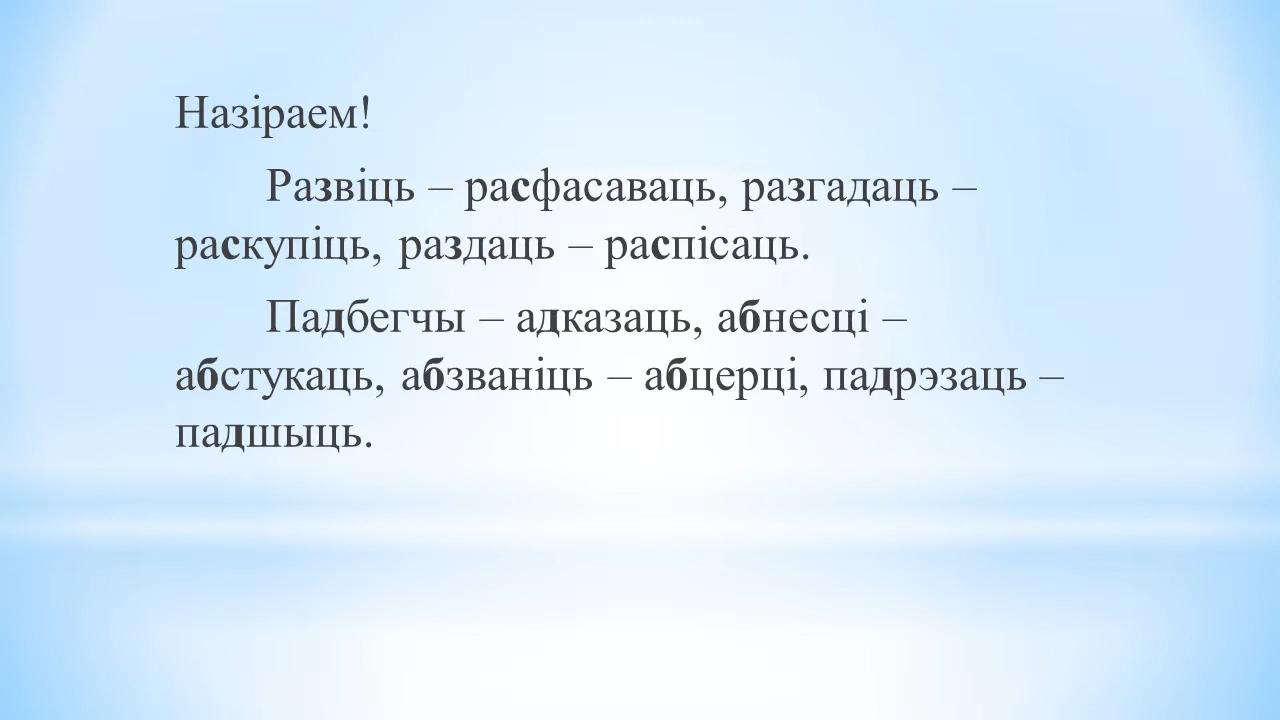 Назіраем!
Развіць – расфасаваць, разгадаць –
раскупіць, раздаць – распісаць.
Падбегчы – адказаць, абнесці –
абстукаць, абзваніць – абцерці, падрэзаць –
падшыць.